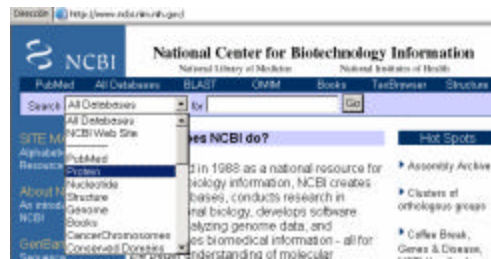 Dirección http://www.ncbi.nlm.nih.gov/
NCBI
National Center for Biotechnology Information
National Library of Medicine National Institutes of Health
PubMed All Databases BLAST OMIM Books TaxBrowser Structure
Search All Databases for Go
All Databases
NCBI Web Site
PubMed
Protein
Nucleotide
Structure
Genome
Books
CancerChromosomes
Conserved Domains
SITE M
Alphabet
Resource
About N
An introd
NCBI
GenBan
Sequence
oes NCBI do?
d in 1988 as a national resource for
iology information, NCBI creates
bases, conducts research in
nal biology, develops software
alyzing genome data, and
es biomedical information - all for
understanding of molecular
Hot Spots
Assembly Archive
Clusters of
orthologous groups
Coffee Break,
Genes & Disease,